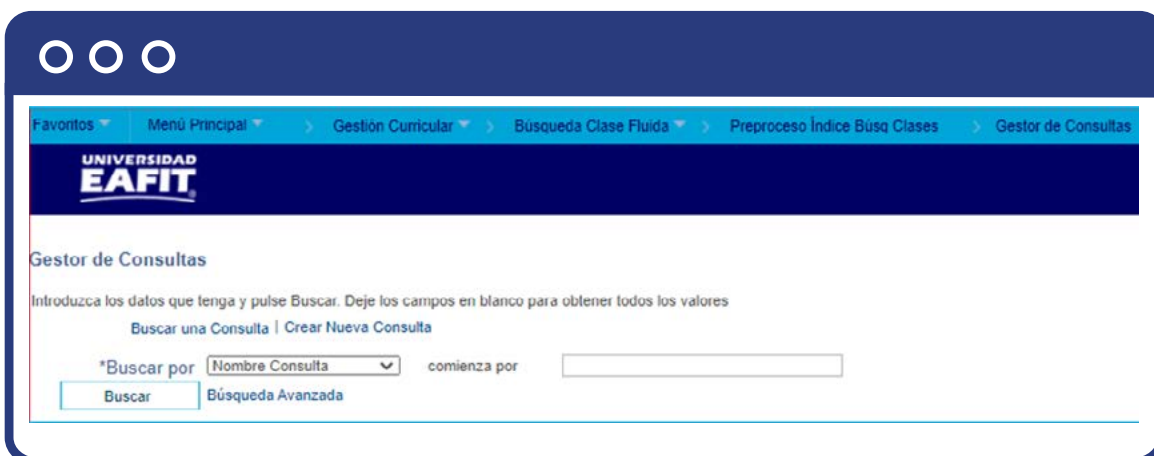 Favoritos Menú Principal > Gestión Curricular > Búsqueda Clase Fluida > Preproceso Índice Búsq Clases > Gestor de Consultas
UNIVERSIDAD
EAFIT®
Gestor de Consultas
Introduzca los datos que tenga y pulse Buscar. Deje los campos en blanco para obtener todos los valores
Buscar una Consulta | Crear Nueva Consulta
*Buscar por Nombre Consulta comienza por
Buscar Búsqueda Avanzada